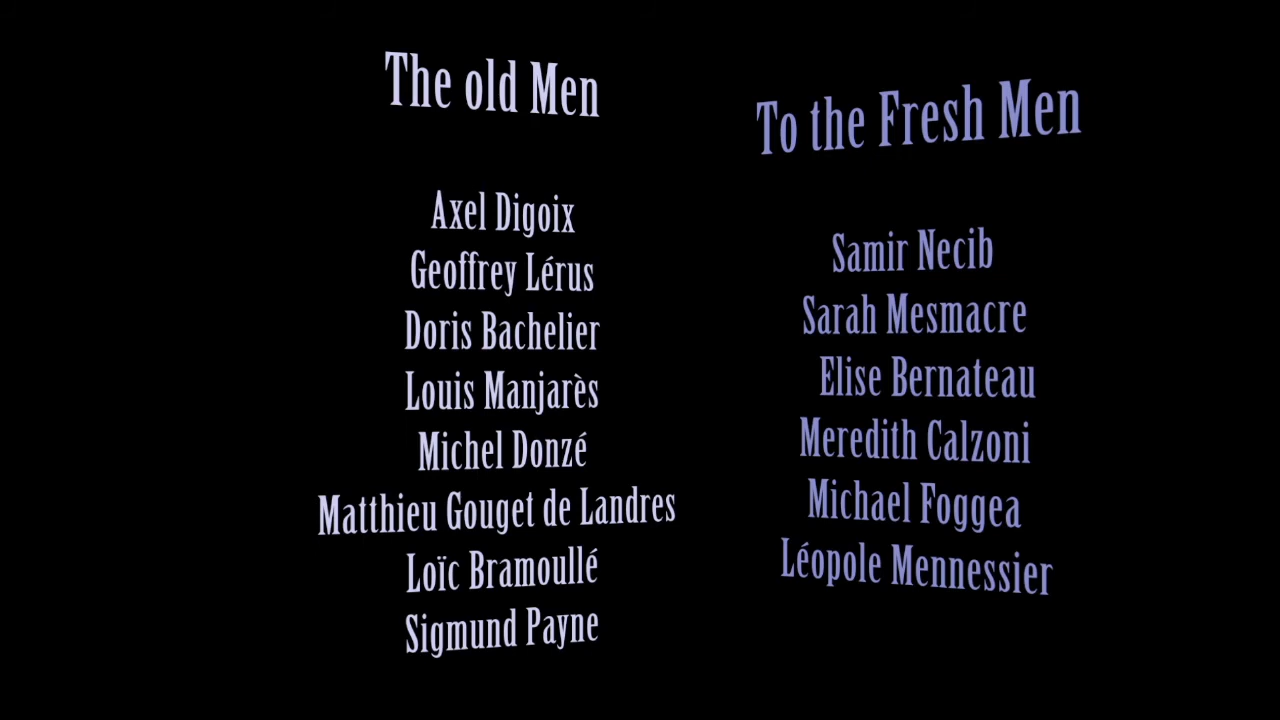 The old Men
Axel Digoix
Geoffrey Lérus
Doris Bachelier
Louis Manjarès
Michel Donzé
Matthieu Gouget de Landres
Loïc Bramoullé
Sigmund Payne
To the Fresh Men
Samir Necib
Sarah Mesmacre
Elise Bernateau
Meredith Calzoni
Michael Foggea
Léopole Mennessier